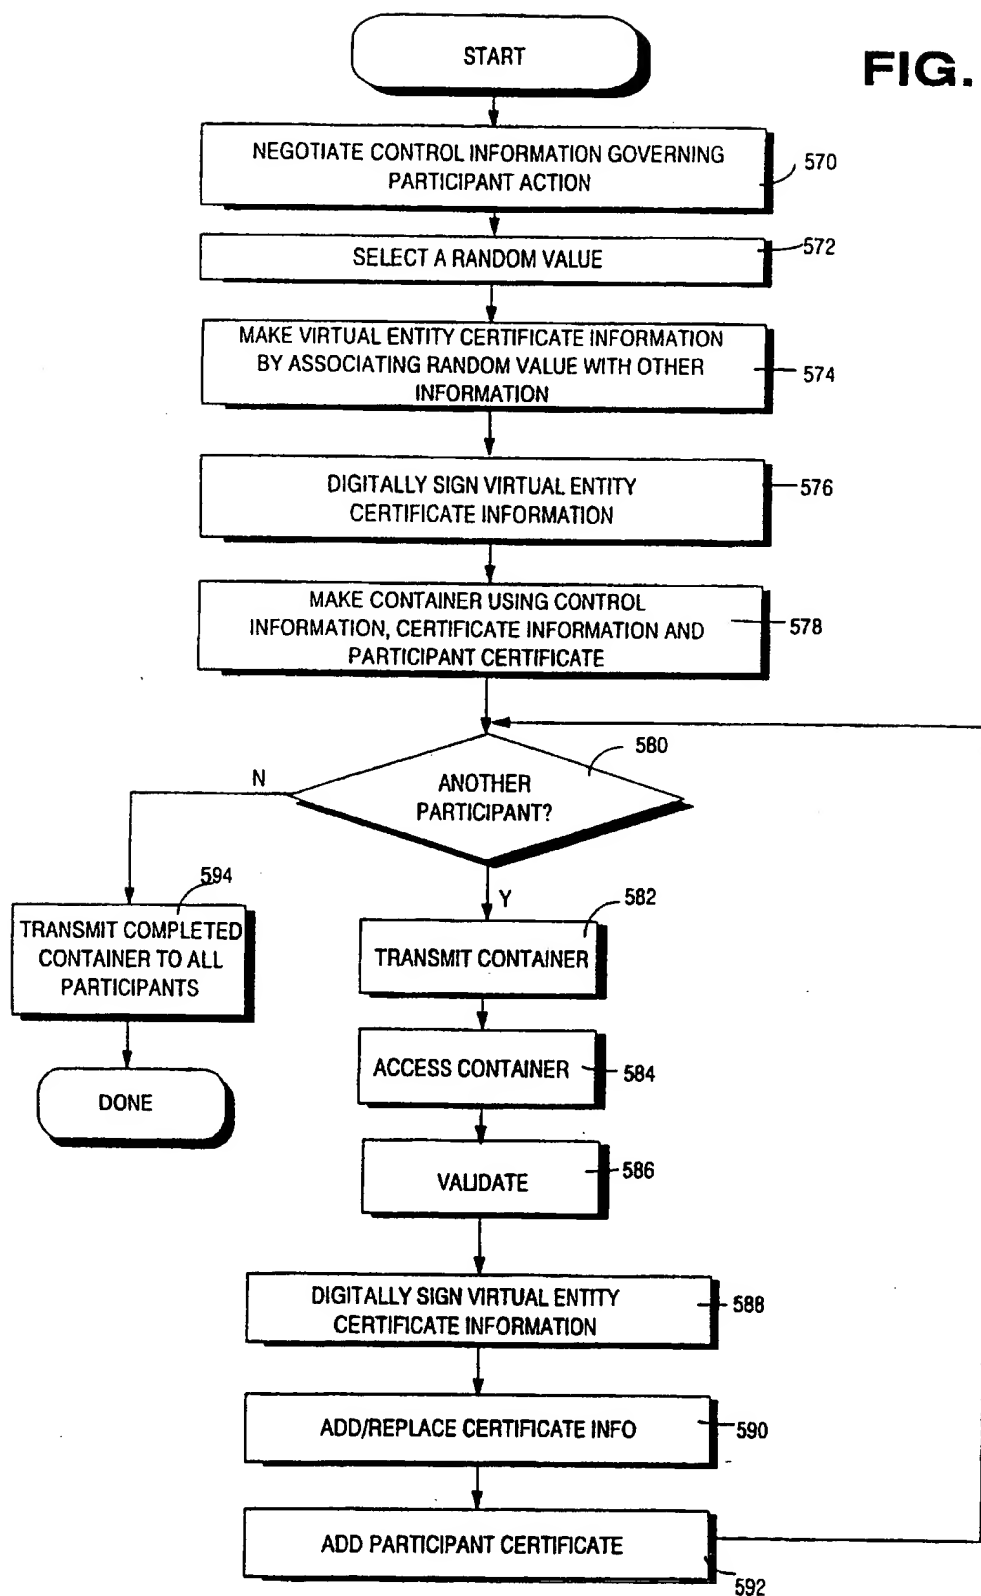 START
FIG.
NEGOTIATE CONTROL INFORMATION GOVERNING
PARTICIPANT ACTION
570
SELECT A RANDOM VALUE
572
MAKE VIRTUAL ENTITY CERTIFICATE INFORMATION
BY ASSOCIATING RANDOM VALUE WITH OTHER
INFORMATION
574
DIGITALLY SIGN VIRTUAL ENTITY
CERTIFICATE INFORMATION
576
MAKE CONTAINER USING CONTROL
INFORMATION, CERTIFICATE INFORMATION AND
PARTICIPANT CERTIFICATE
578
580
ANOTHER
PARTICIPANT?
N
Y
594
TRANSMIT COMPLETED
CONTAINER TO ALL
PARTICIPANTS
DONE
582
TRANSMIT CONTAINER
ACCESS CONTAINER
584
VALIDATE
586
DIGITALLY SIGN VIRTUAL ENTITY
CERTIFICATE INFORMATION
588
ADD/REPLACE CERTIFICATE INFO
590
ADD PARTICIPANT CERTIFICATE
592